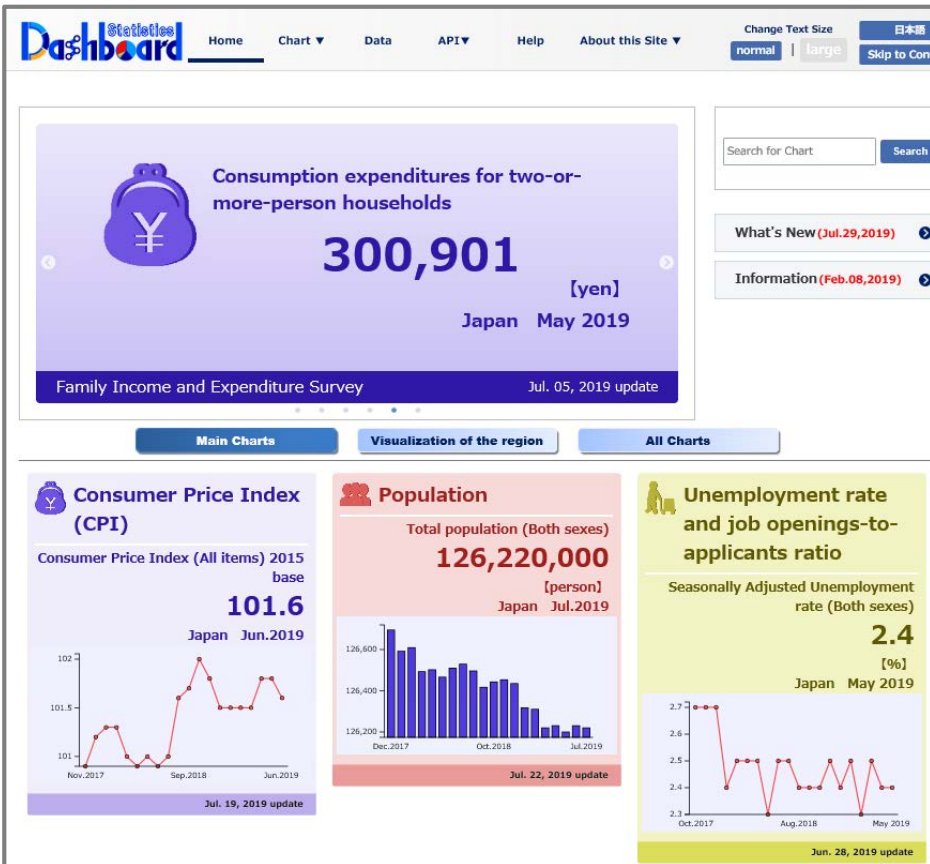 Statistics
Dashboard
Home Chart ▼ Data API▼ Help About this Site ▼
Change Text Size
normal | large
日本語
Skip to Con
Search for Chart Search
What's New(Jul.29,2019)
Information(Feb.08,2019)
Consumption expenditures for two-or-
more-person households
300,901
【yen】
Japan May 2019
Family Income and Expenditure Survey Jul. 05, 2019 update
Main Charts Visualization of the region All Charts
Consumer Price Index
(CPI)
Consumer Price Index (All items) 2015
base
101.6
Japan Jun.2019
102
101.5
101
Nov.2017 Sep.2018 Jun.2019
Jul. 19, 2019 update
Population
Total population (Both sexes)
126,220,000
【person】
Japan Jul.2019
126,600
126,400
126,200
Dec.2017 Oct.2018 Jul.2019
Jul. 22, 2019 update
Unemployment rate
and job openings-to-
applicants ratio
Seasonally Adjusted Unemployment
rate (Both sexes)
2.4
【%】
Japan May 2019
2.7
2.6
2.5
2.4
2.3
Oct.2017 Aug.2018 May 2019
Jun. 28, 2019 update